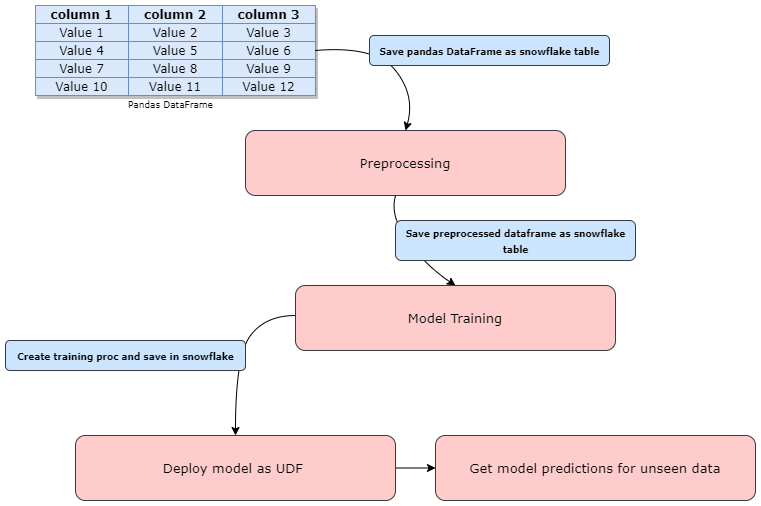 column 1 column 2 column 3
Value 1 Value 2 Value 3
Value 4 Value 5 Value 6
Value 7 Value 8 Value 9
Value 10 Value 11 Value 12
Pandas DataFrame
Save pandas DataFrame as snowflake table
Preprocessing
Save preprocessed dataframe as snowflake
table
Model Training
Create training proc and save in snowflake
Deploy model as UDF
Get model predictions for unseen data